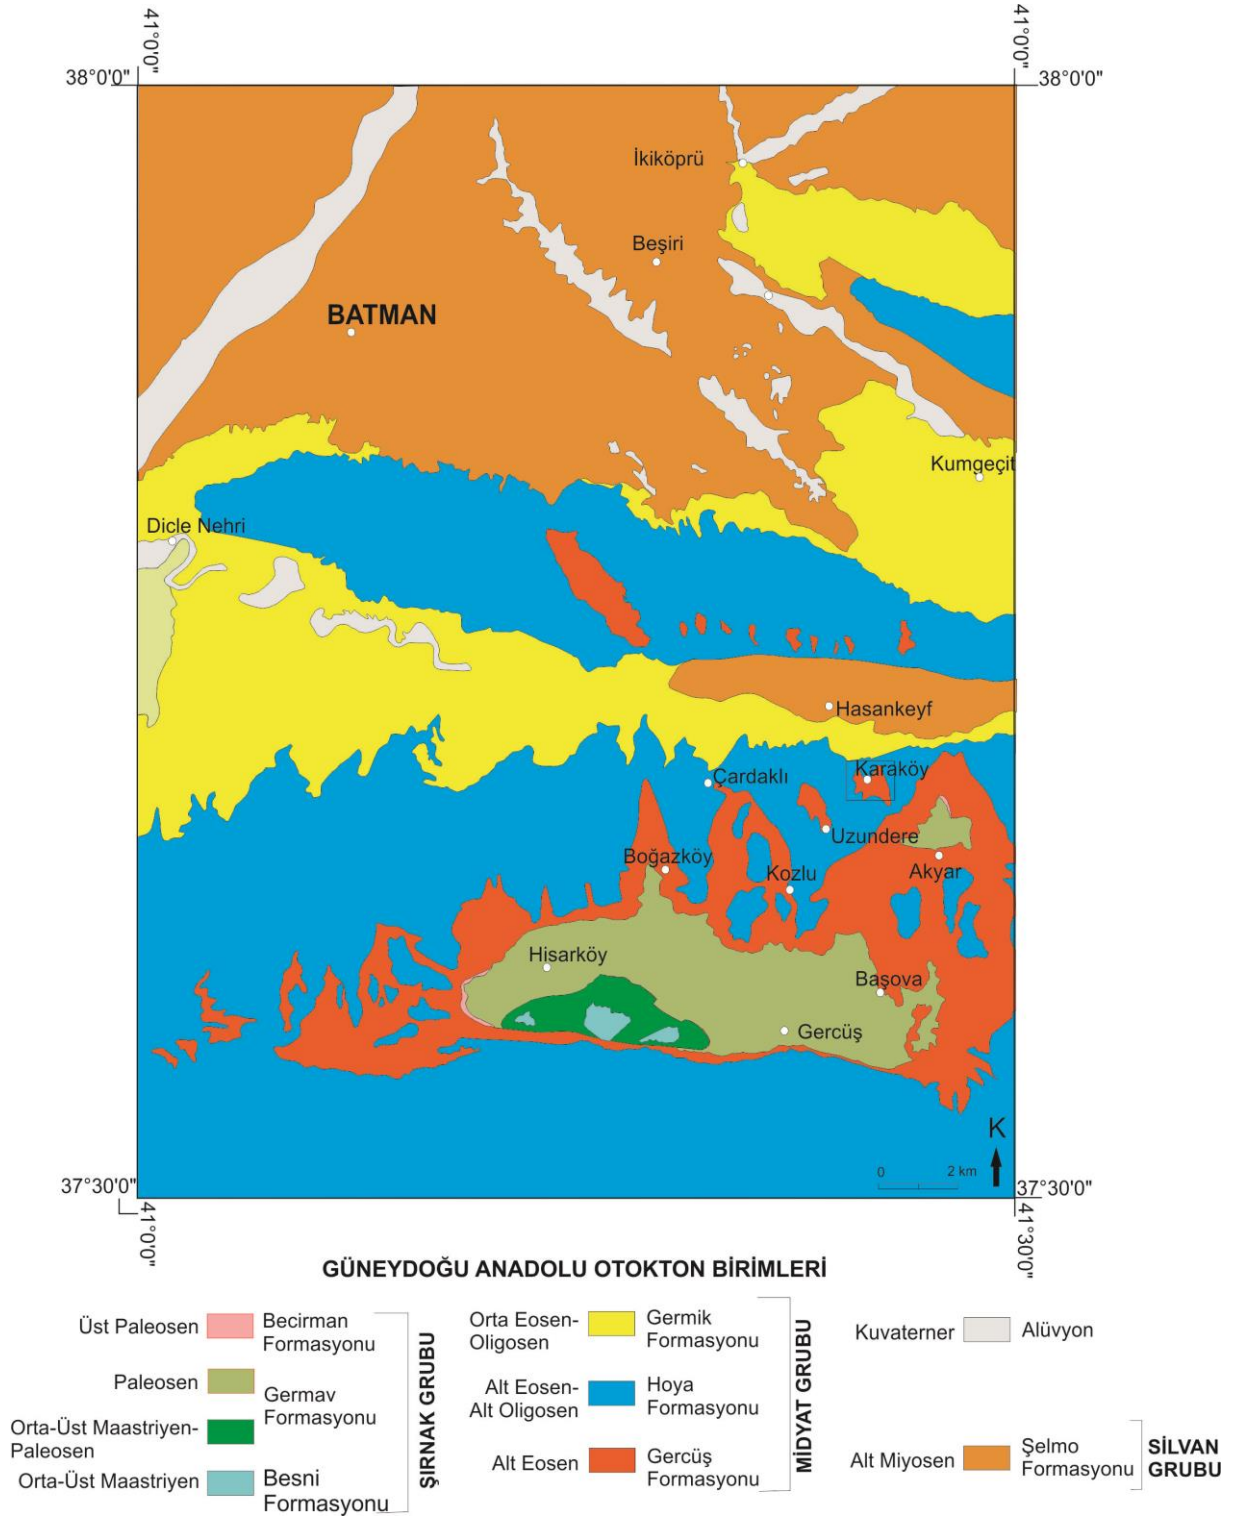 41°0'0"
41°0'0"
38°0'0"
38°0'0"
İkiköprü
Beşiri
BATMAN
Kumgeçit
Dicle Nehri
Hasankeyf
Karaköy
Çardaklı
Uzundere
Boğazköy
Kozlu
Akyar
Hisarköy
Başova
Gercüş
K
0 2 km
37°30'0"
37°30'0"
41°0'0"
41°30'0"
GÜNEYDOĞU ANADOLU OTOKTON BİRİMLERİ
Üst Paleosen
Becirman
Formasyonu
Paleosen
Germav
Formasyonu
Orta-Üst Maastriyen-
Paleosen
Orta-Üst Maastriyen
Besni
Formasyonu
ŞIRNAK GRUBU
Orta Eosen-
Oligosen
Germik
Formasyonu
Alt Eosen-
Alt Oligosen
Hoya
Formasyonu
Alt Eosen
Gercüş
Formasyonu
MİDYAT GRUBU
Kuvaterner
Alüvyon
Alt Miyosen
Şelmo
Formasyonu
SİLVAN
GRUBU